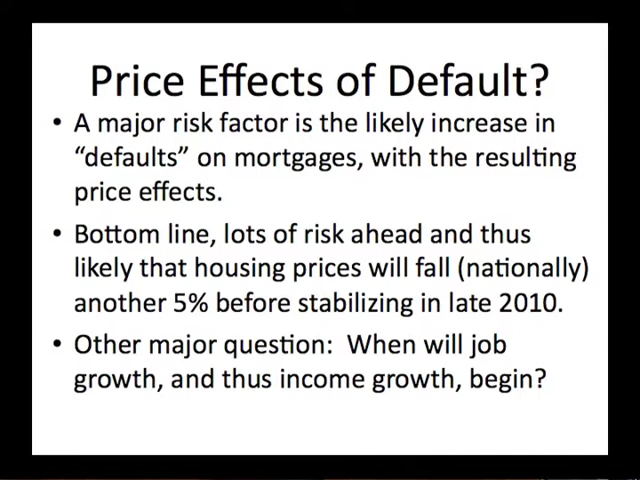 Price Effects of Default?
• A major risk factor is the likely increase in
“defaults” on mortgages, with the resulting
price effects.
• Bottom line, lots of risk ahead and thus
likely that housing prices will fall (nationally)
another 5% before stabilizing in late 2010.
• Other major question:  When will job
growth, and thus income growth, begin?